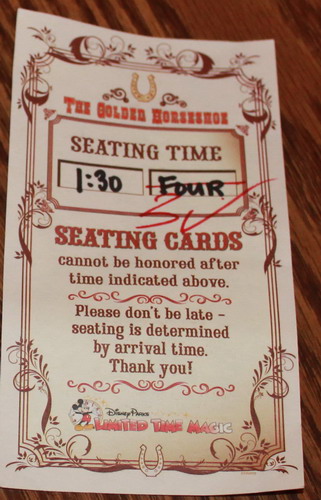 THE GOLDEN HORSESHOE
SEATING TIME
1:30 FOUR
SEATING CARDS
cannot be honored after
time indicated above.
Please don't be late -
seating is determined
by arrival time.
Thank you!
Disney Parks
LIMITED TIME MAGIC